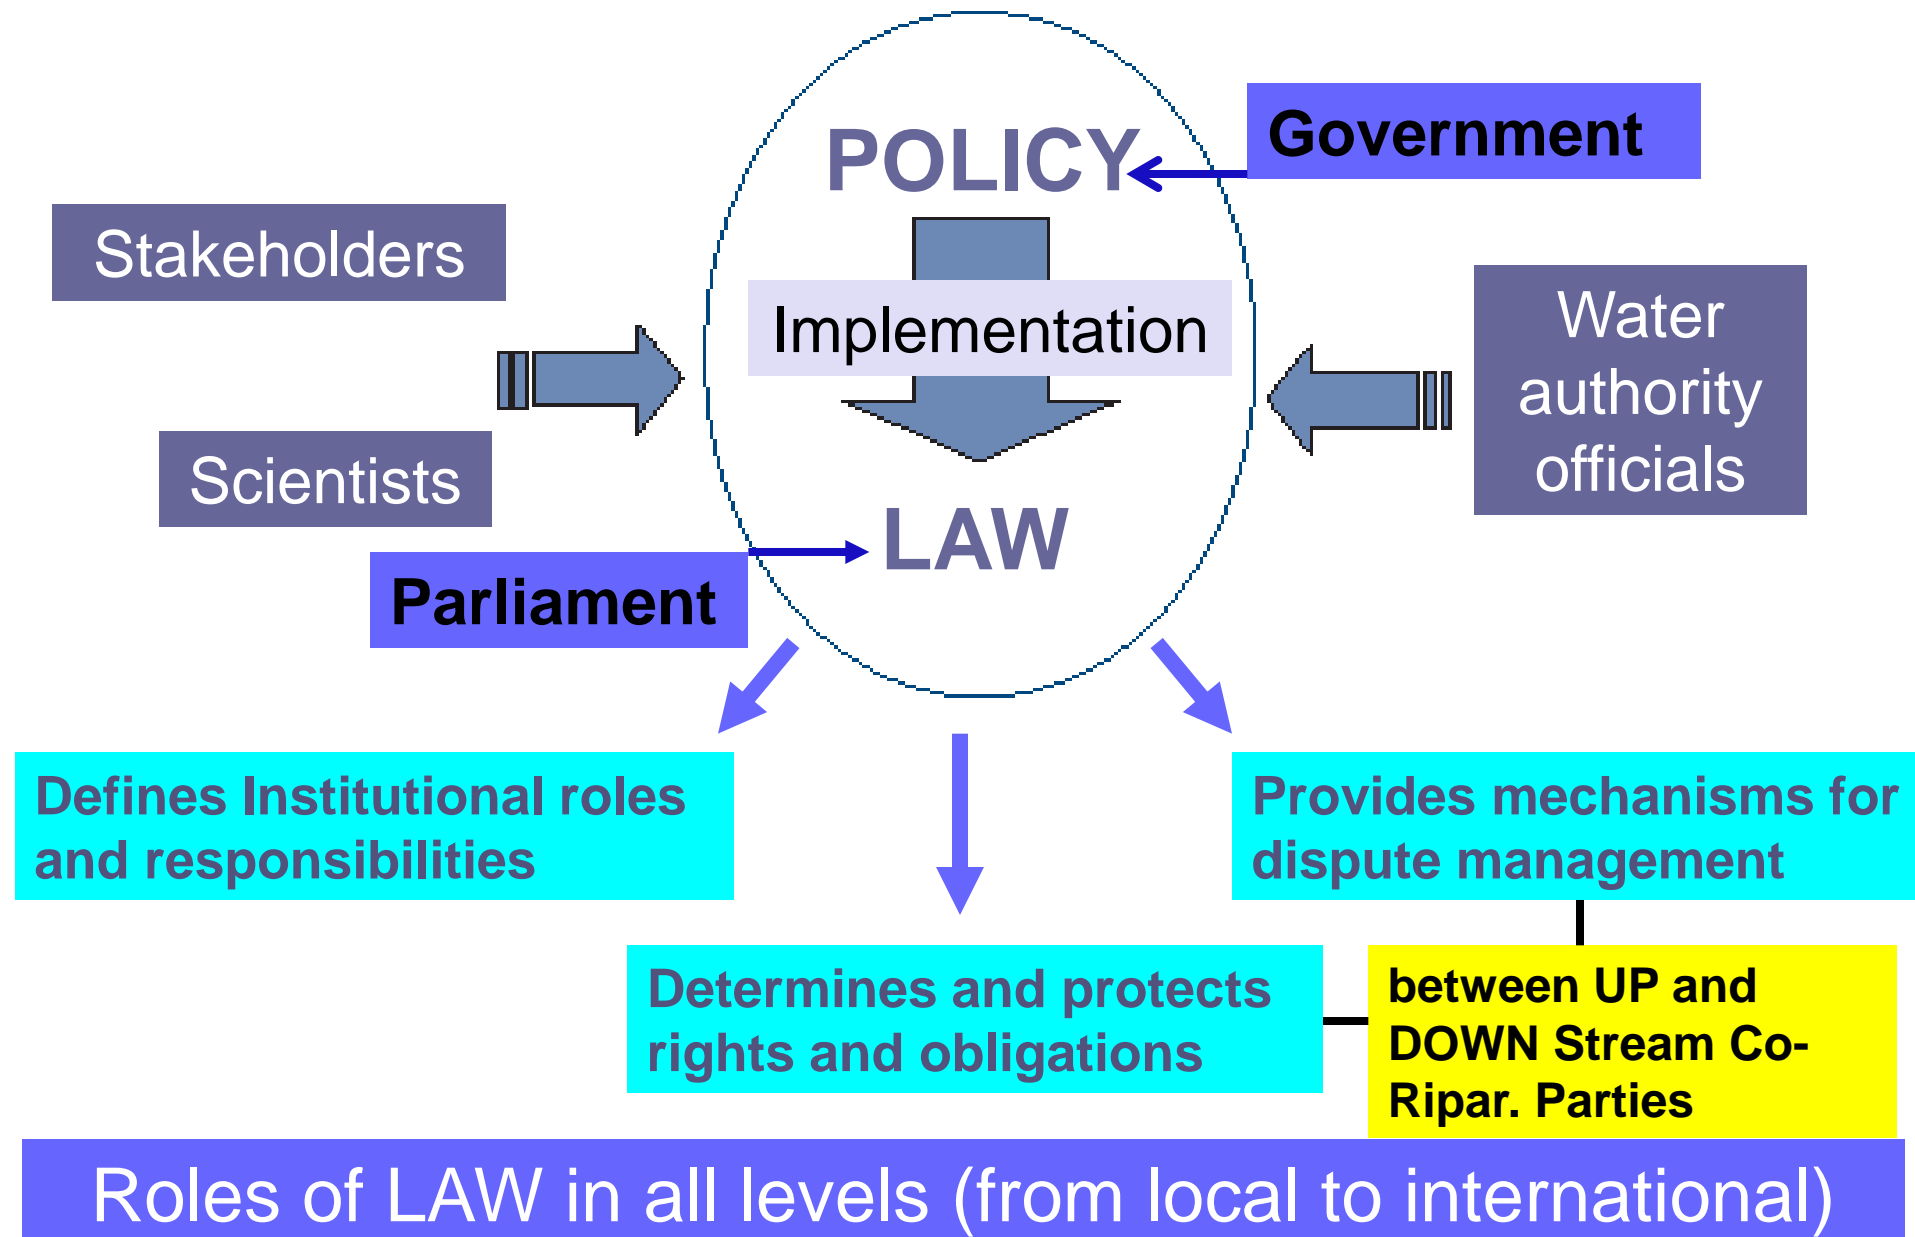 POLICY
Government
Stakeholders
Implementation
Water
authority
officials
Scientists
LAW
Parliament
Defines Institutional roles
and responsibilities
Provides mechanisms for
dispute management
Determines and protects
rights and obligations
between UP and
DOWN Stream Co-
Ripar. Parties
Roles of LAW in all levels (from local to international)